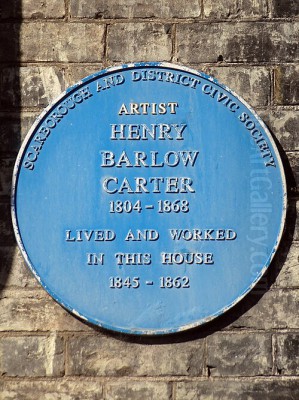 SCARBOROUGH AND DISTRICT CIVIC SOCIETY
ARTIST
HENRY
BARLOW
CARTER
1804 - 1868
LIVED AND WORKED
IN THIS HOUSE
1845 - 1862